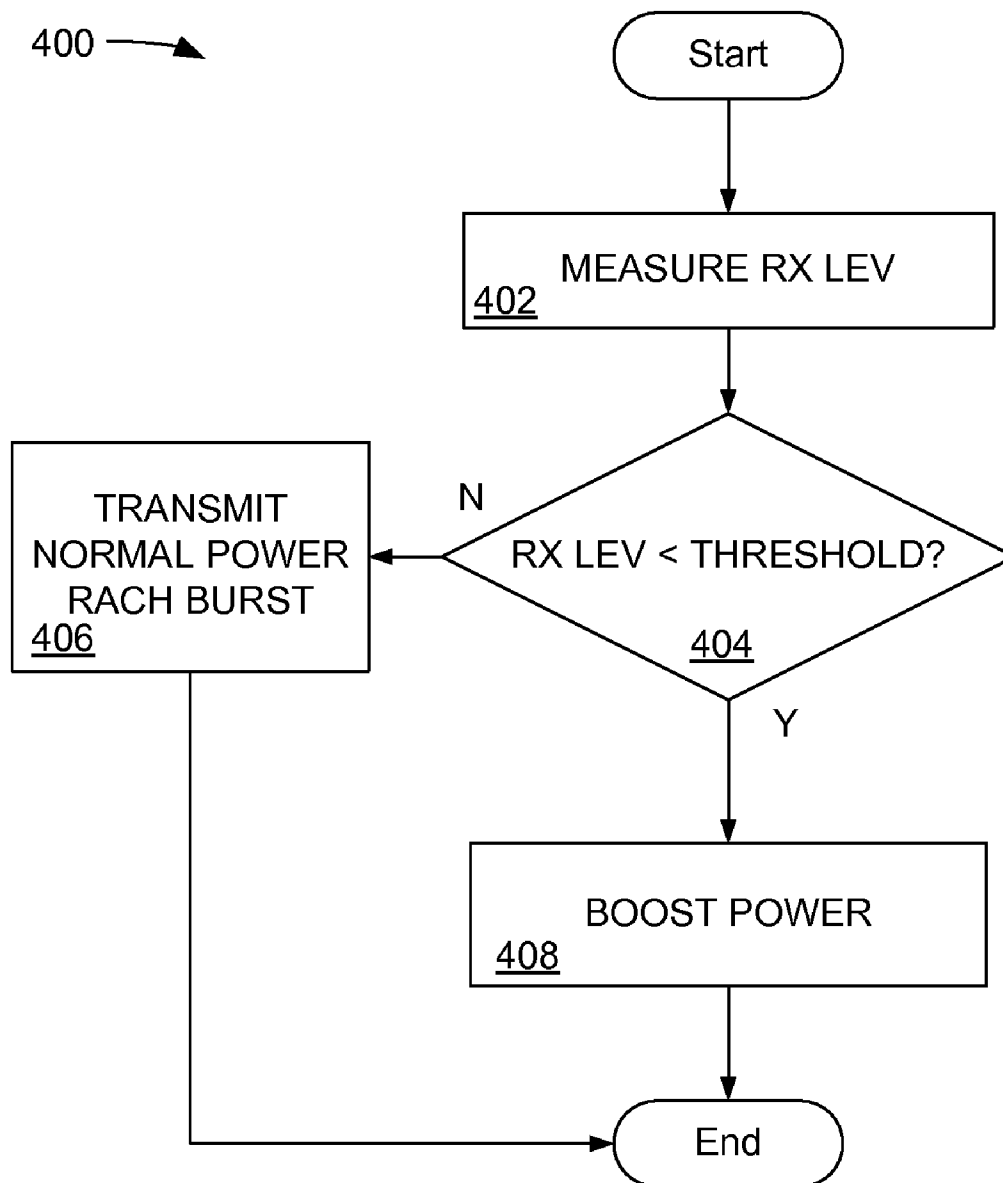 400
Start
MEASURE RX LEV
402
N
TRANSMIT
NORMAL POWER
RACH BURST
406
RX LEV < THRESHOLD?
404
Y
BOOST POWER
408
End